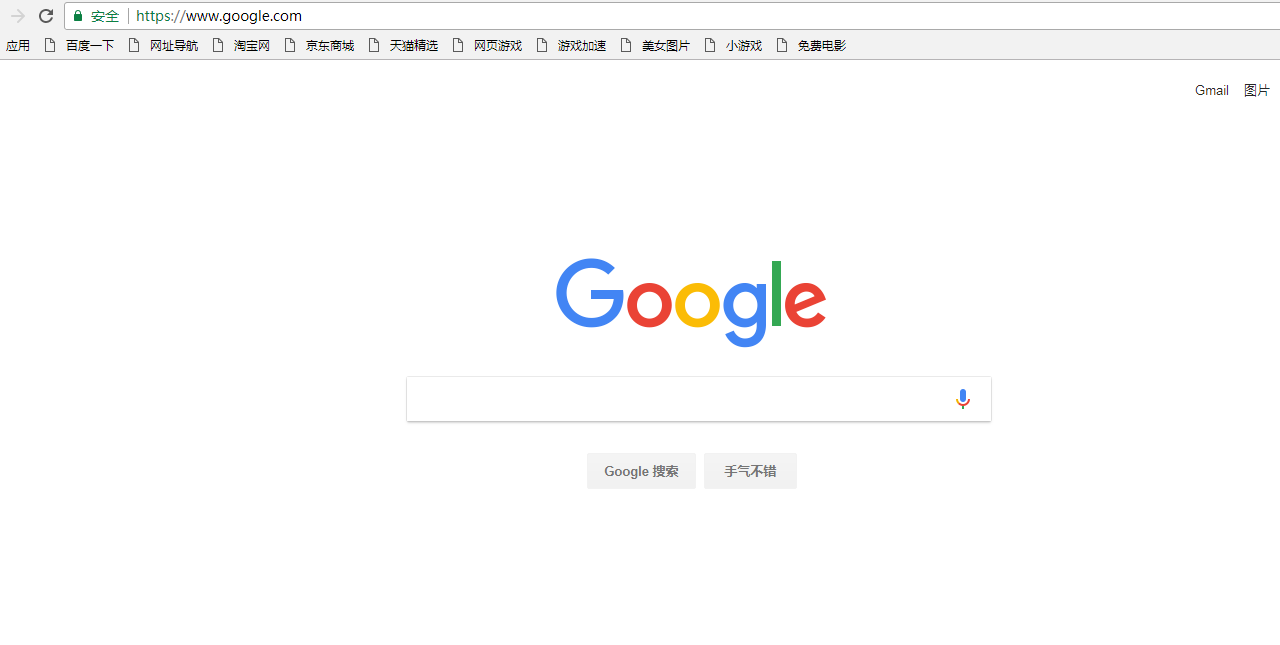 安全 https://www.google.com
应用 百度一下 网址导航 淘宝网 京东商城 天猫精选 网页游戏 游戏加速 美女图片 小游戏 免费电影
Gmail 图片
Google
Google 搜索 手气不错